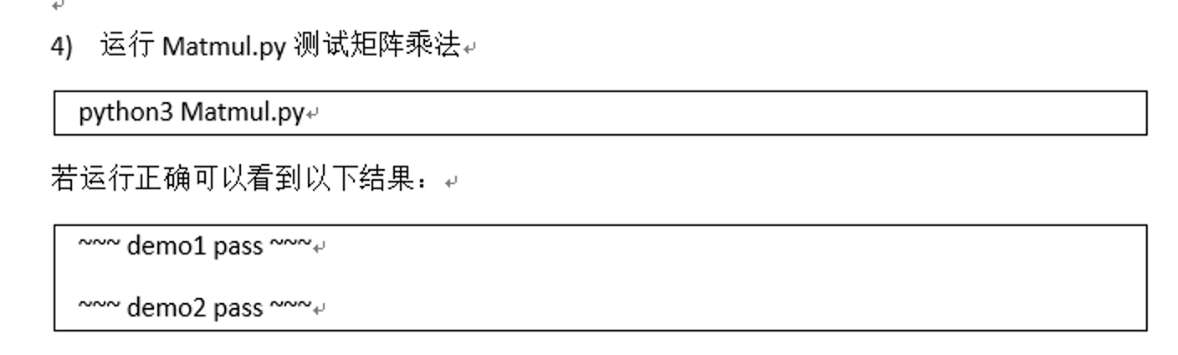 4) 运行 Matmul.py 测试矩阵乘法
python3 Matmul.py
若运行正确可以看到以下结果：
~~~ demo1 pass ~~~
~~~ demo2 pass ~~~